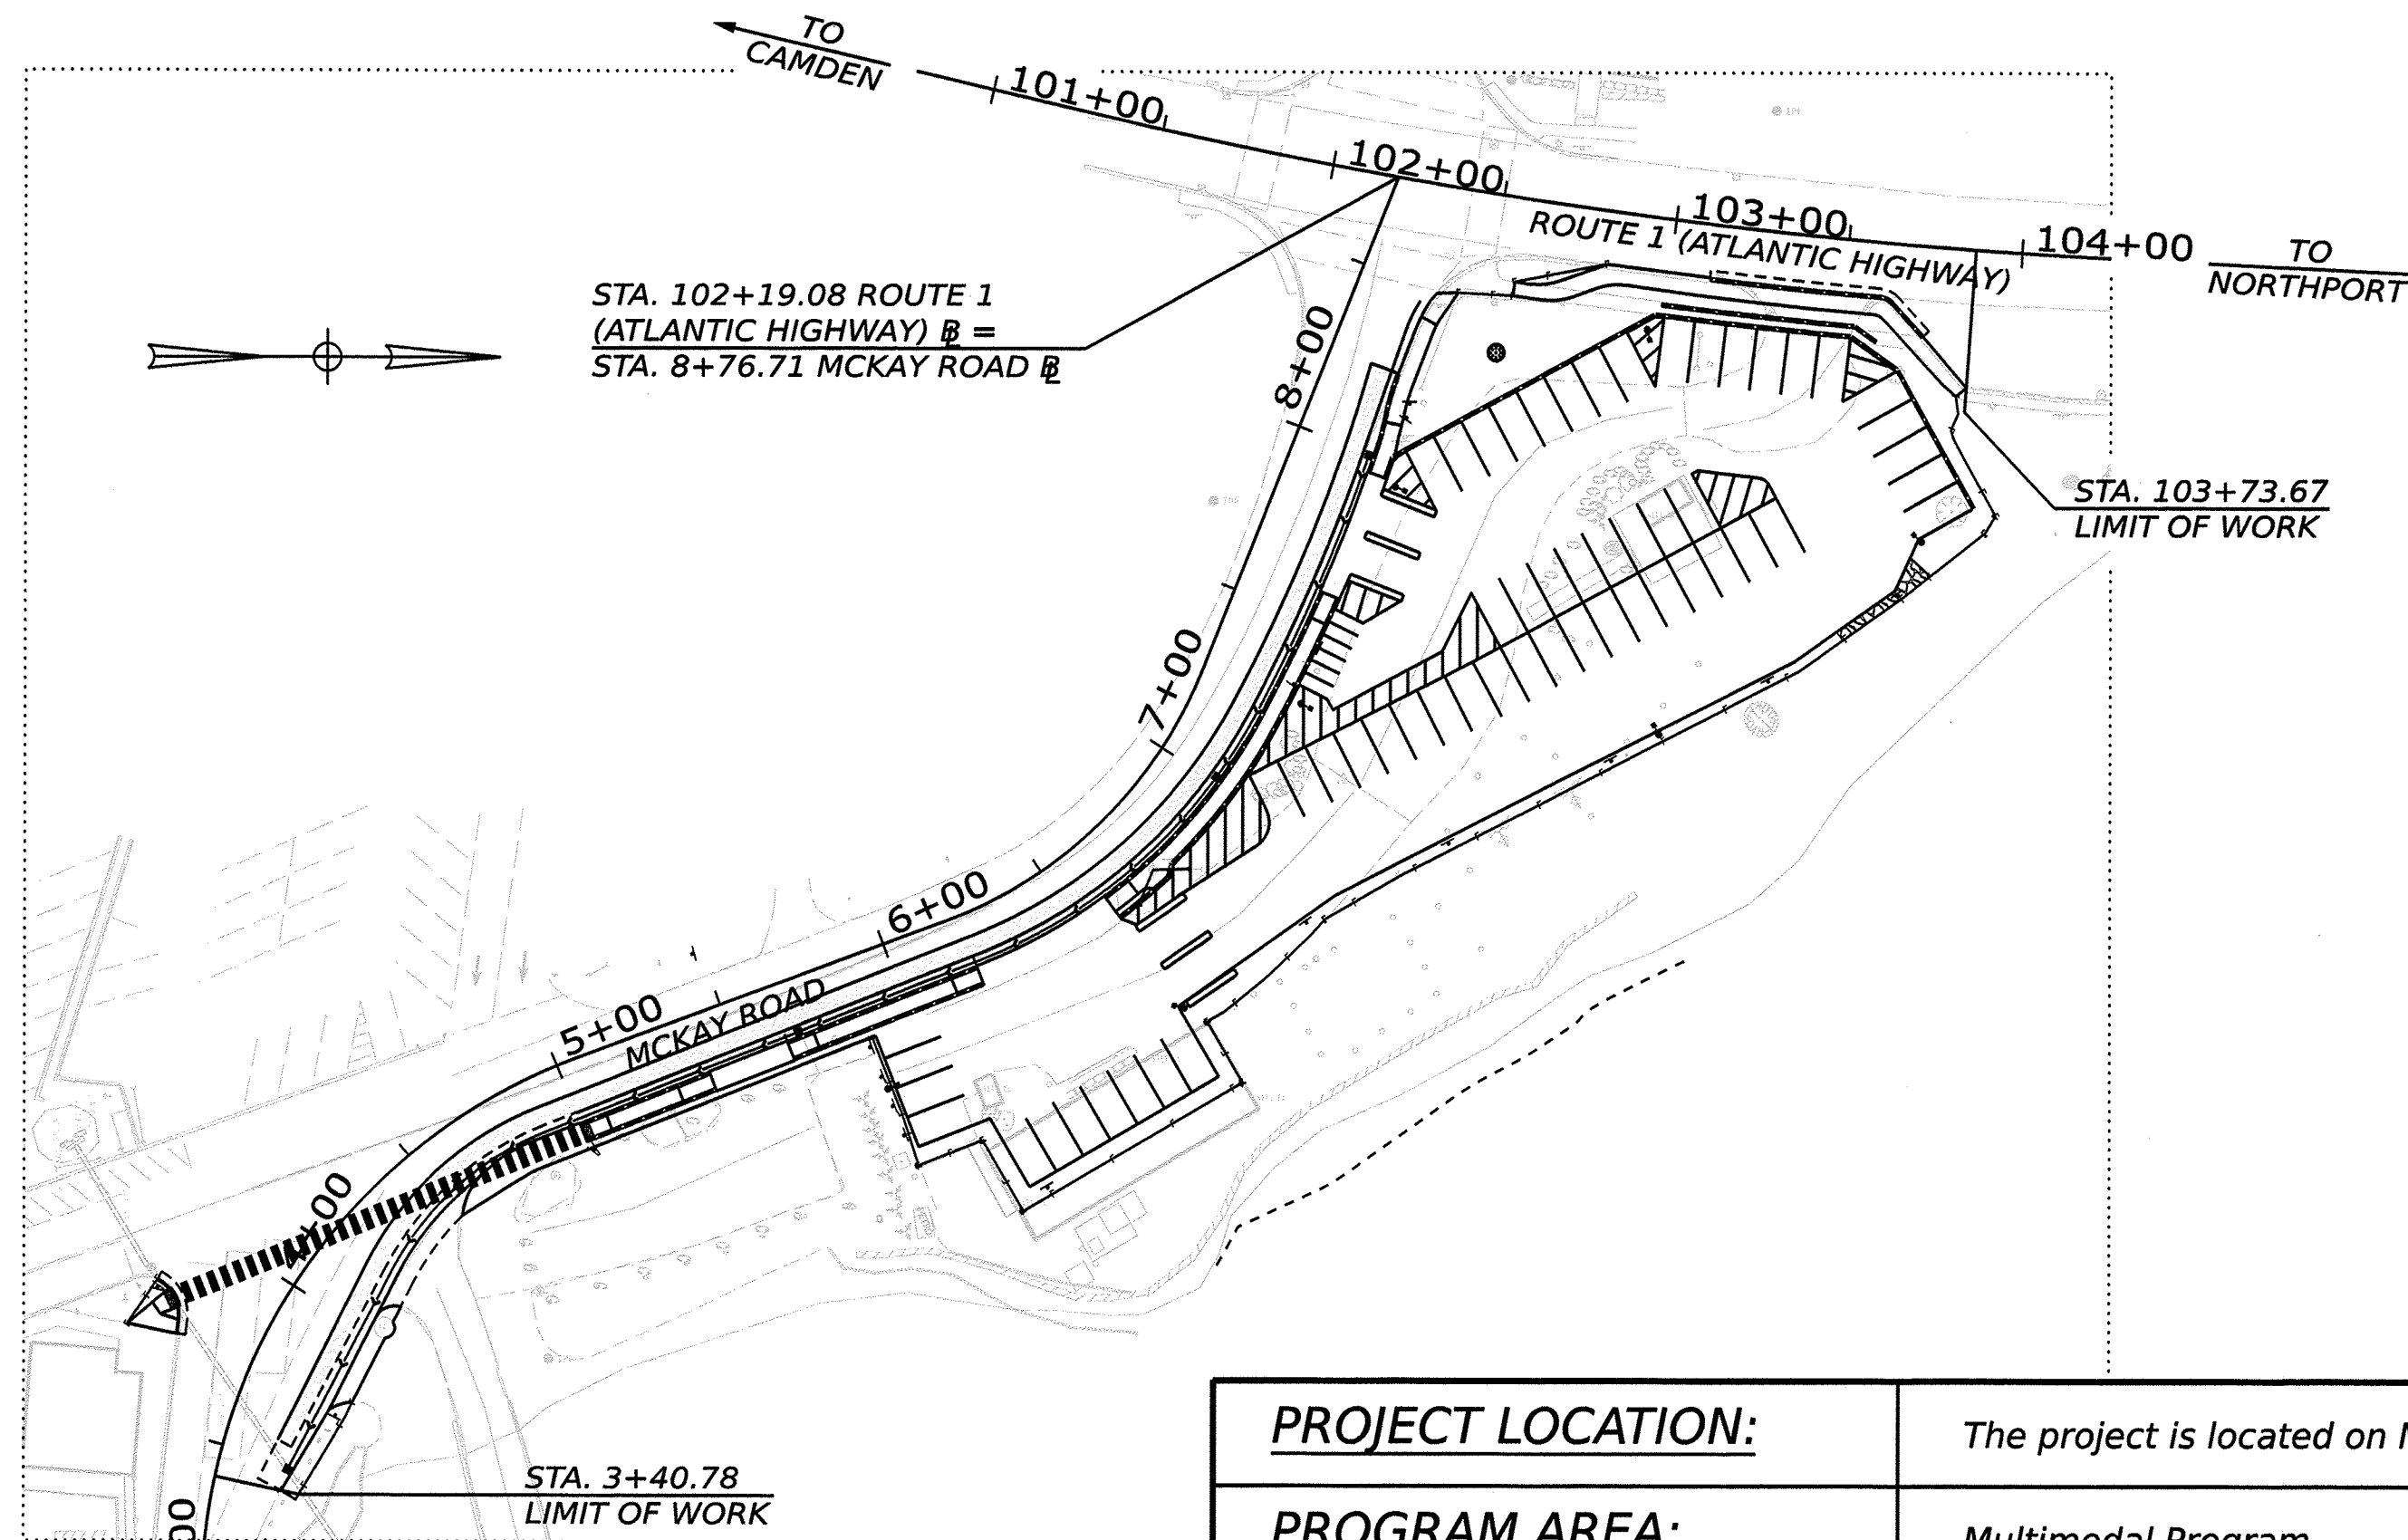 TO
CAMDEN
101+00
102+00
103+00
104+00
ROUTE 1 (ATLANTIC HIGHWAY)
TO
NORTHPORT
STA. 102+19.08 ROUTE 1
(ATLANTIC HIGHWAY) BL =
STA. 8+76.71 MCKAY ROAD BL
8+00
STA. 103+73.67
LIMIT OF WORK
7+00
6+00
5+00
MCKAY ROAD
00
STA. 3+40.78
LIMIT OF WORK
00
PROJECT LOCATION:
The project is located on
PROGRAM AREA:
Multimodal Program